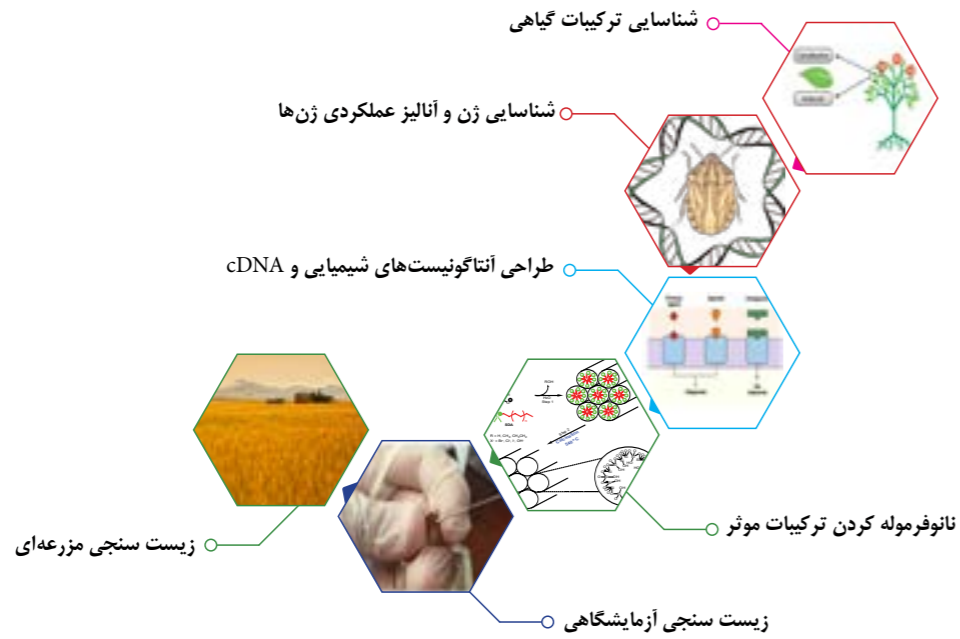 شناسایی ترکیبات گیاهی
شناسایی ژن و آنالیز عملکردی ژن‌ها
طراحی آنتاگونیست‌های شیمیایی و cDNA
نانوفرموله کردن ترکیبات موثر
زیست سنجی آزمایشگاهی
زیست سنجی مزرعه‌ای